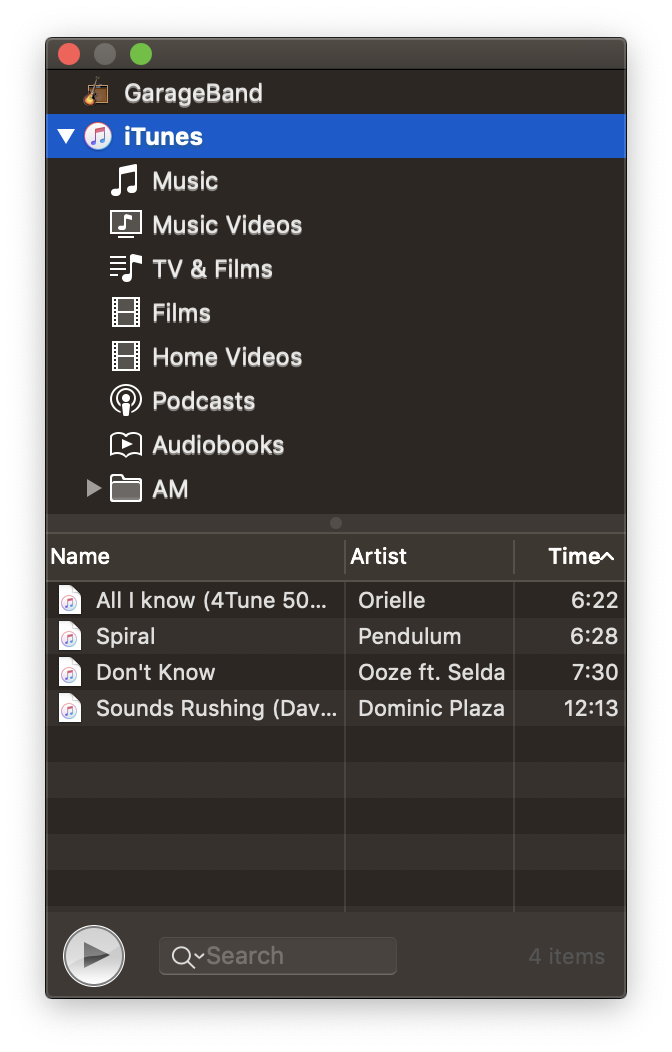 GarageBand
iTunes
Music
Music Videos
TV & Films
Films
Home Videos
Podcasts
Audiobooks
AM
Name Artist Time
All I know (4Tune 50... Orielle 6:22
Spiral Pendulum 6:28
Don't Know Ooze ft. Selda 7:30
Sounds Rushing (Dav... Dominic Plaza 12:13
Search 4 items